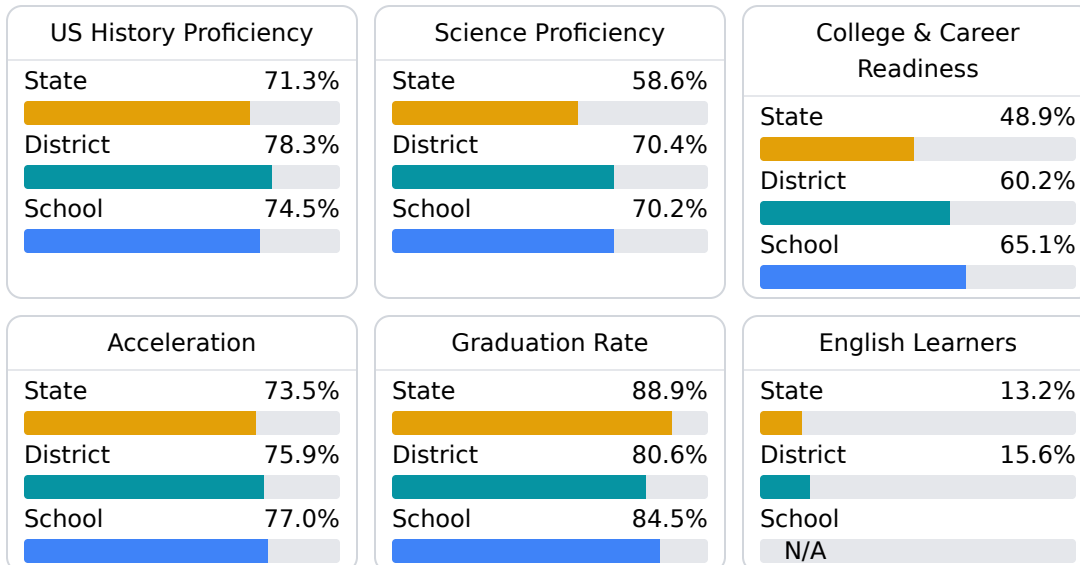 US History Proficiency
State 71.3%
District 78.3%
School 74.5%
Science Proficiency
State 58.6%
District 70.4%
School 70.2%
College & Career
Readiness
State 48.9%
District 60.2%
School 65.1%
Acceleration
State 73.5%
District 75.9%
School 77.0%
Graduation Rate
State 88.9%
District 80.6%
School 84.5%
English Learners
State 13.2%
District 15.6%
School
N/A